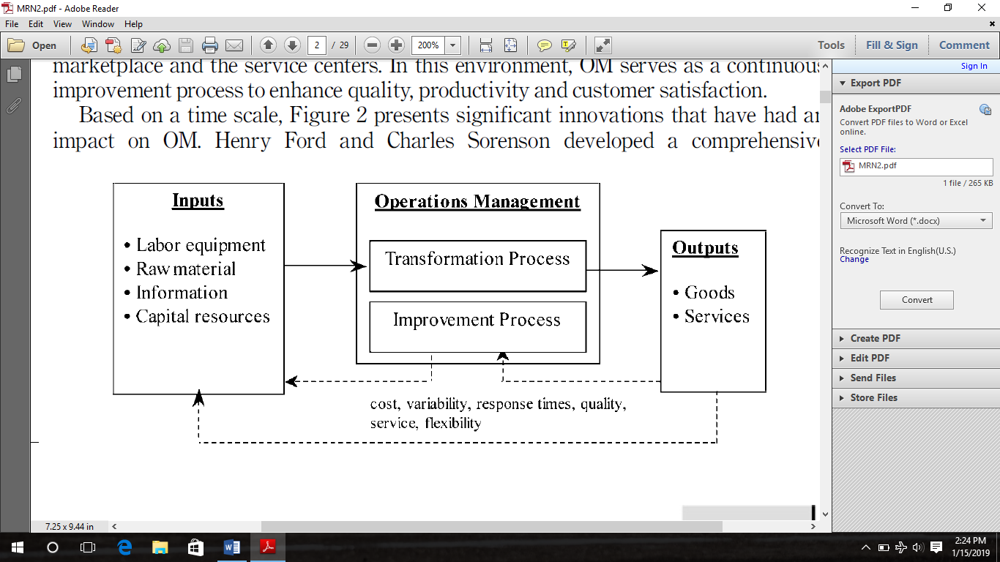 MRN2.pdf - Adobe Reader
File Edit View Window Help
Open 2 / 29 200% Tools Fill & Sign Comment
marketplace and the service centers. In this environment, OM serves as a continuous
improvement process to enhance quality, productivity and customer satisfaction.
Based on a time scale, Figure 2 presents significant innovations that have had an
impact on OM. Henry Ford and Charles Sorenson developed a comprehensive
Inputs
• Labor equipment
• Raw material
• Information
• Capital resources
Operations Management
Transformation Process
Improvement Process
Outputs
• Goods
• Services
cost, variability, response times, quality,
service, flexibility
7.25 x 9.44 in
Sign In
Export PDF
Adobe ExportPDF
Convert PDF files to Word or Excel
online.
Select PDF File:
MRN2.pdf
1 file / 265 KB
Convert To:
Microsoft Word (*.docx)
Recognize Text in English(U.S.)
Change
Convert
Create PDF
Edit PDF
Send Files
Store Files
2:24 PM
1/15/2019